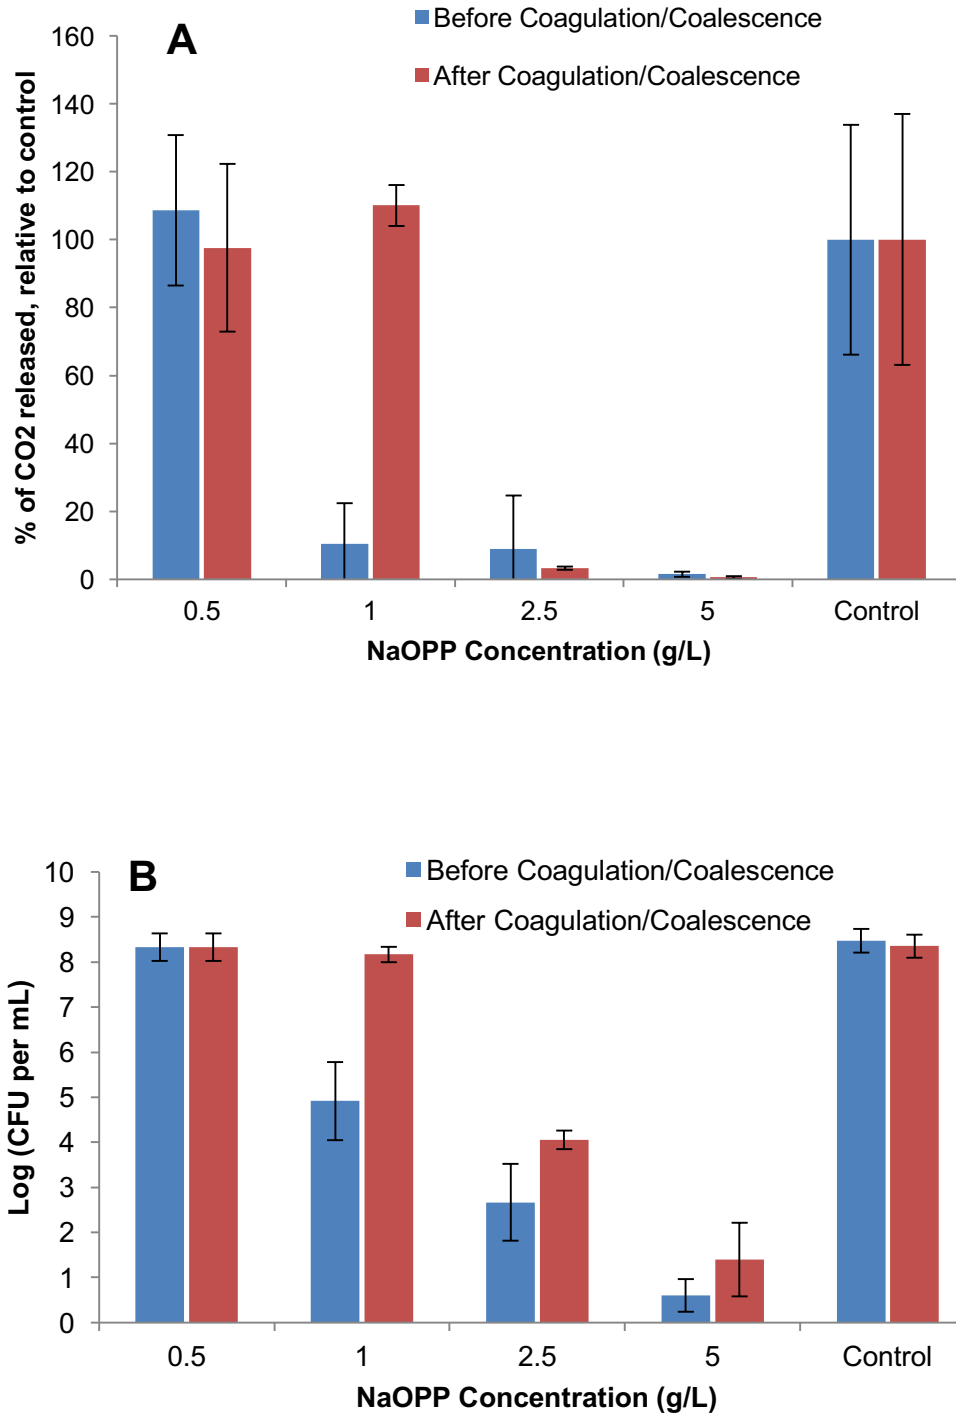 A
Before Coagulation/Coalescence
After Coagulation/Coalescence
% of CO2 released, relative to control
160
140
120
100
80
60
40
20
0
0.5 1 2.5 5 Control
NaOPP Concentration (g/L)
B
Before Coagulation/Coalescence
After Coagulation/Coalescence
Log (CFU per mL)
10
9
8
7
6
5
4
3
2
1
0
0.5 1 2.5 5 Control
NaOPP Concentration (g/L)